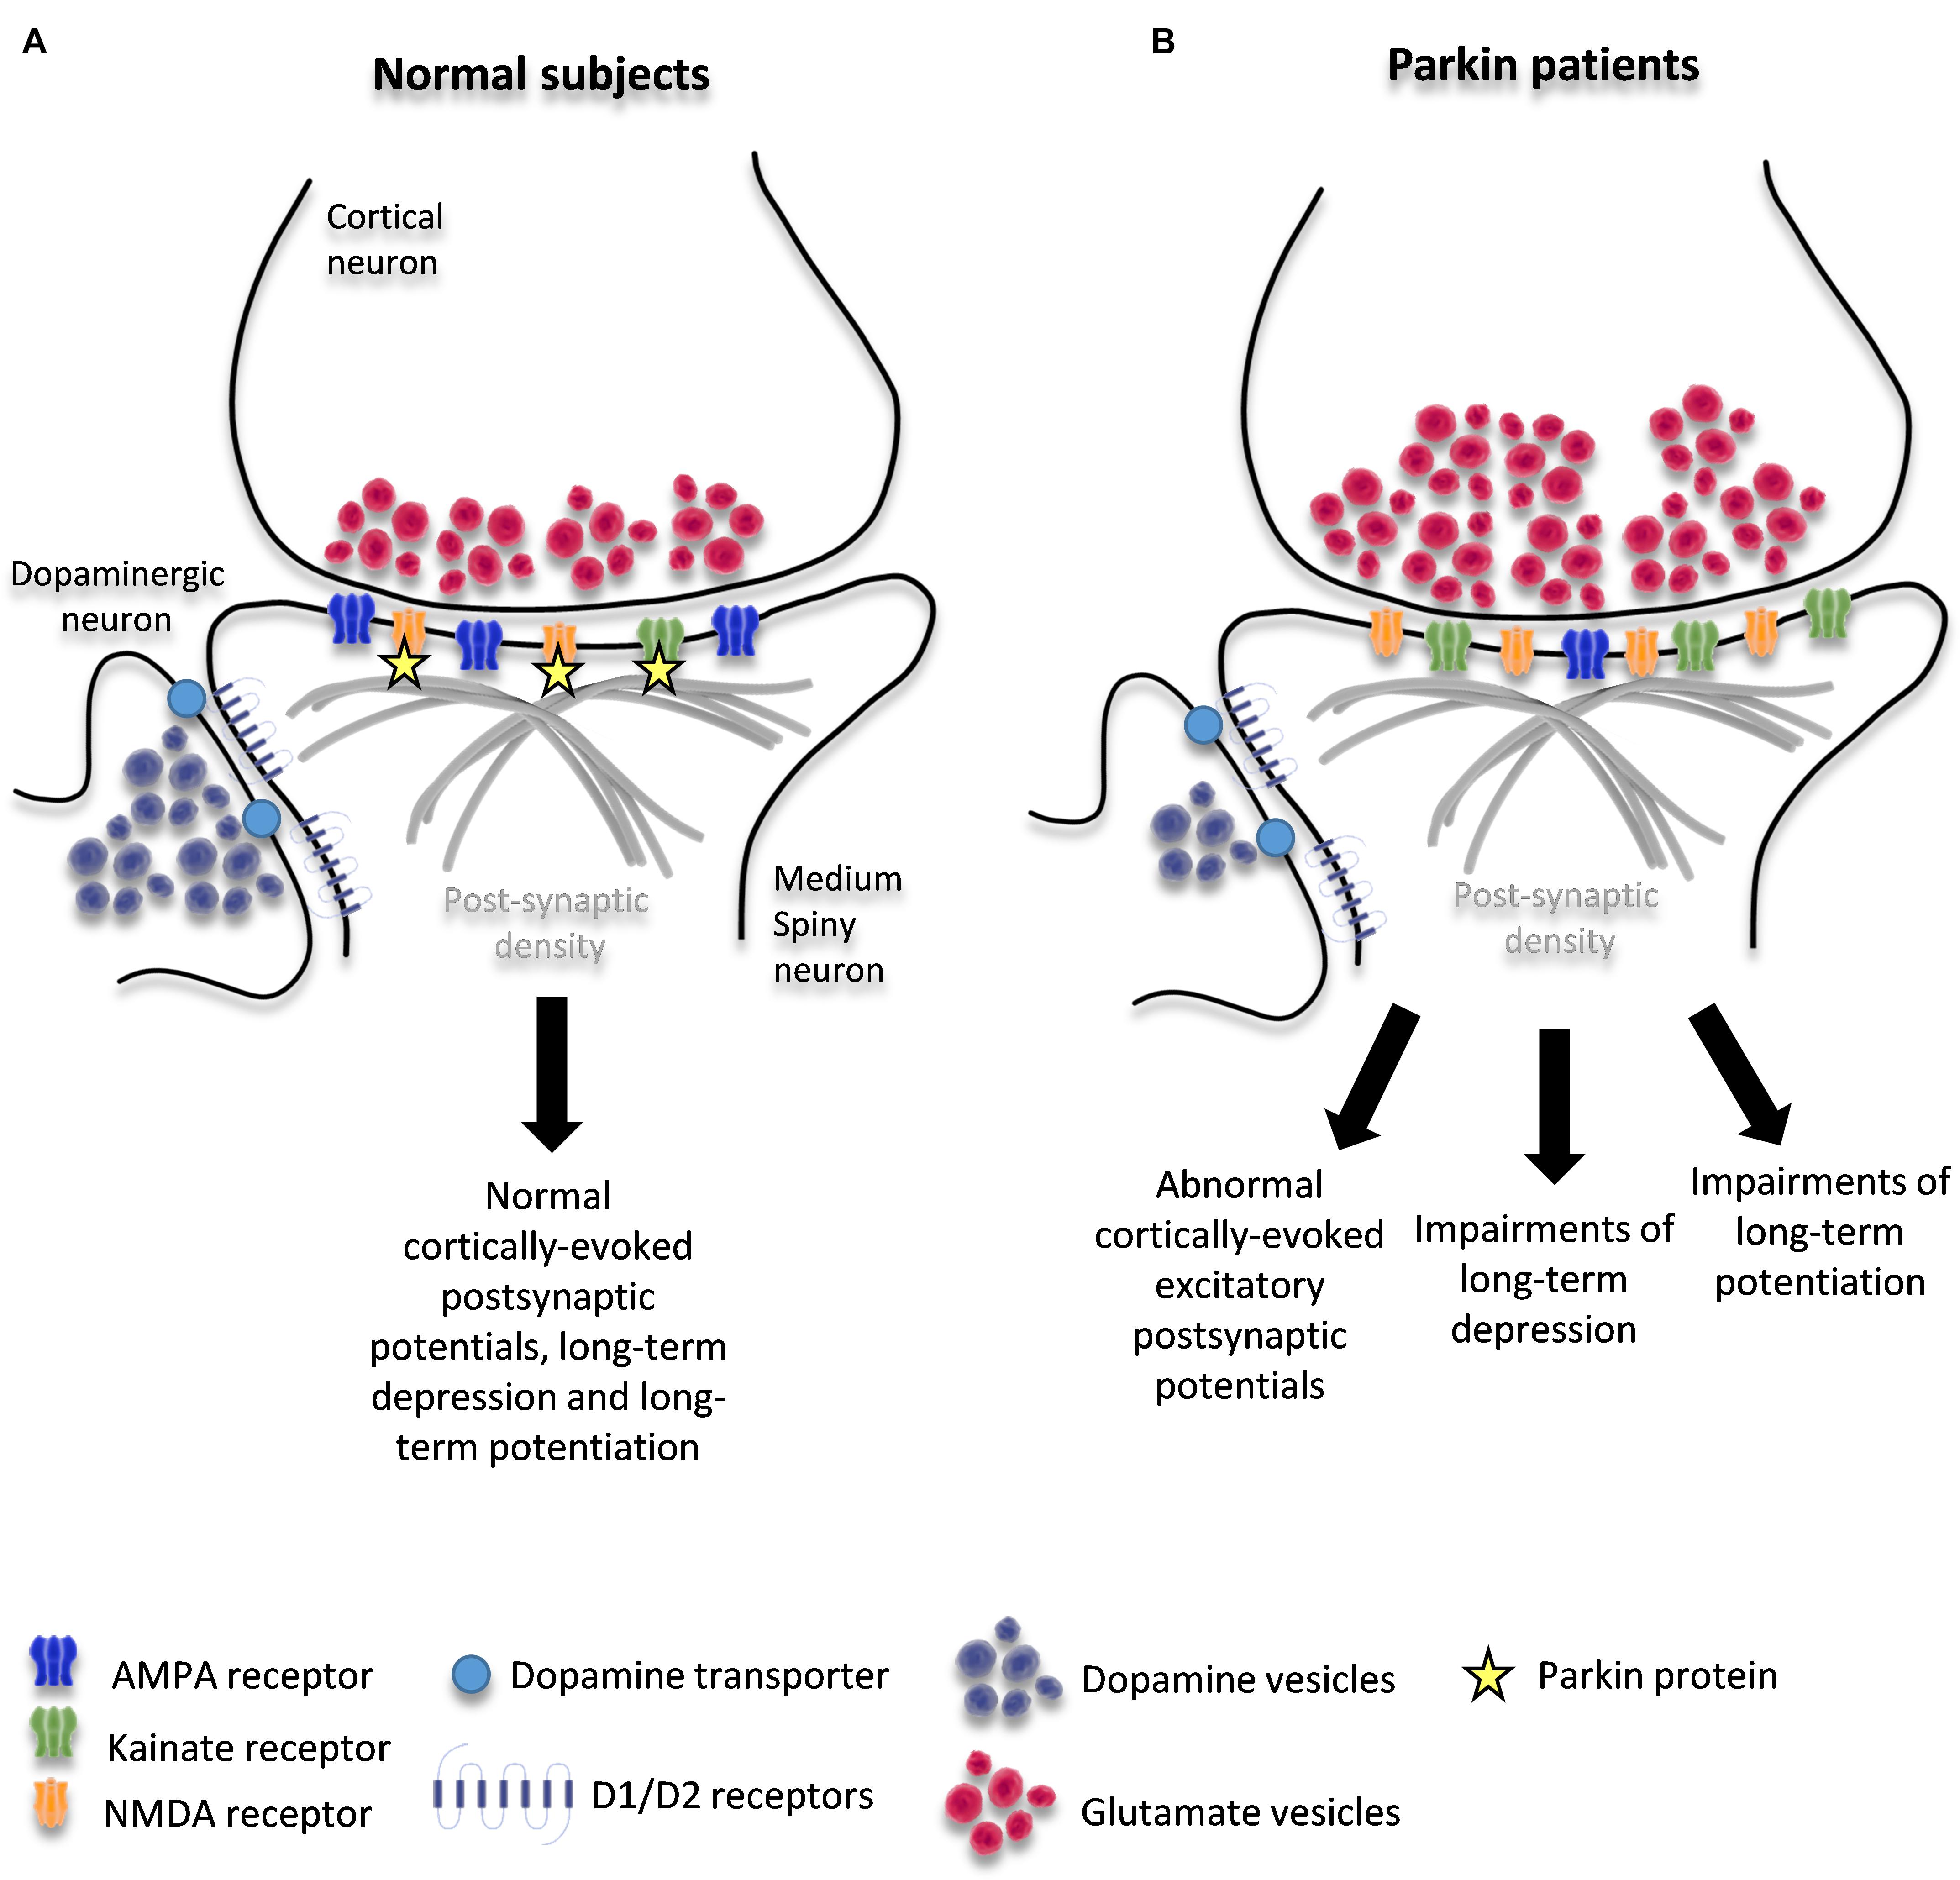 A
Normal subjects
Cortical
neuron
Dopaminergic
neuron
Post-synaptic
density
Medium
Spiny
neuron
Normal
cortically-evoked
postsynaptic
potentials, long-term
depression and long-
term potentiation
B
Parkin patients
Post-synaptic
density
Abnormal
cortically-evoked
excitatory
postsynaptic
potentials
Impairments of
long-term
depression
Impairments of
long-term
potentiation
AMPA receptor
Kainate receptor
NMDA receptor
Dopamine transporter
D1/D2 receptors
Dopamine vesicles
Glutamate vesicles
Parkin protein